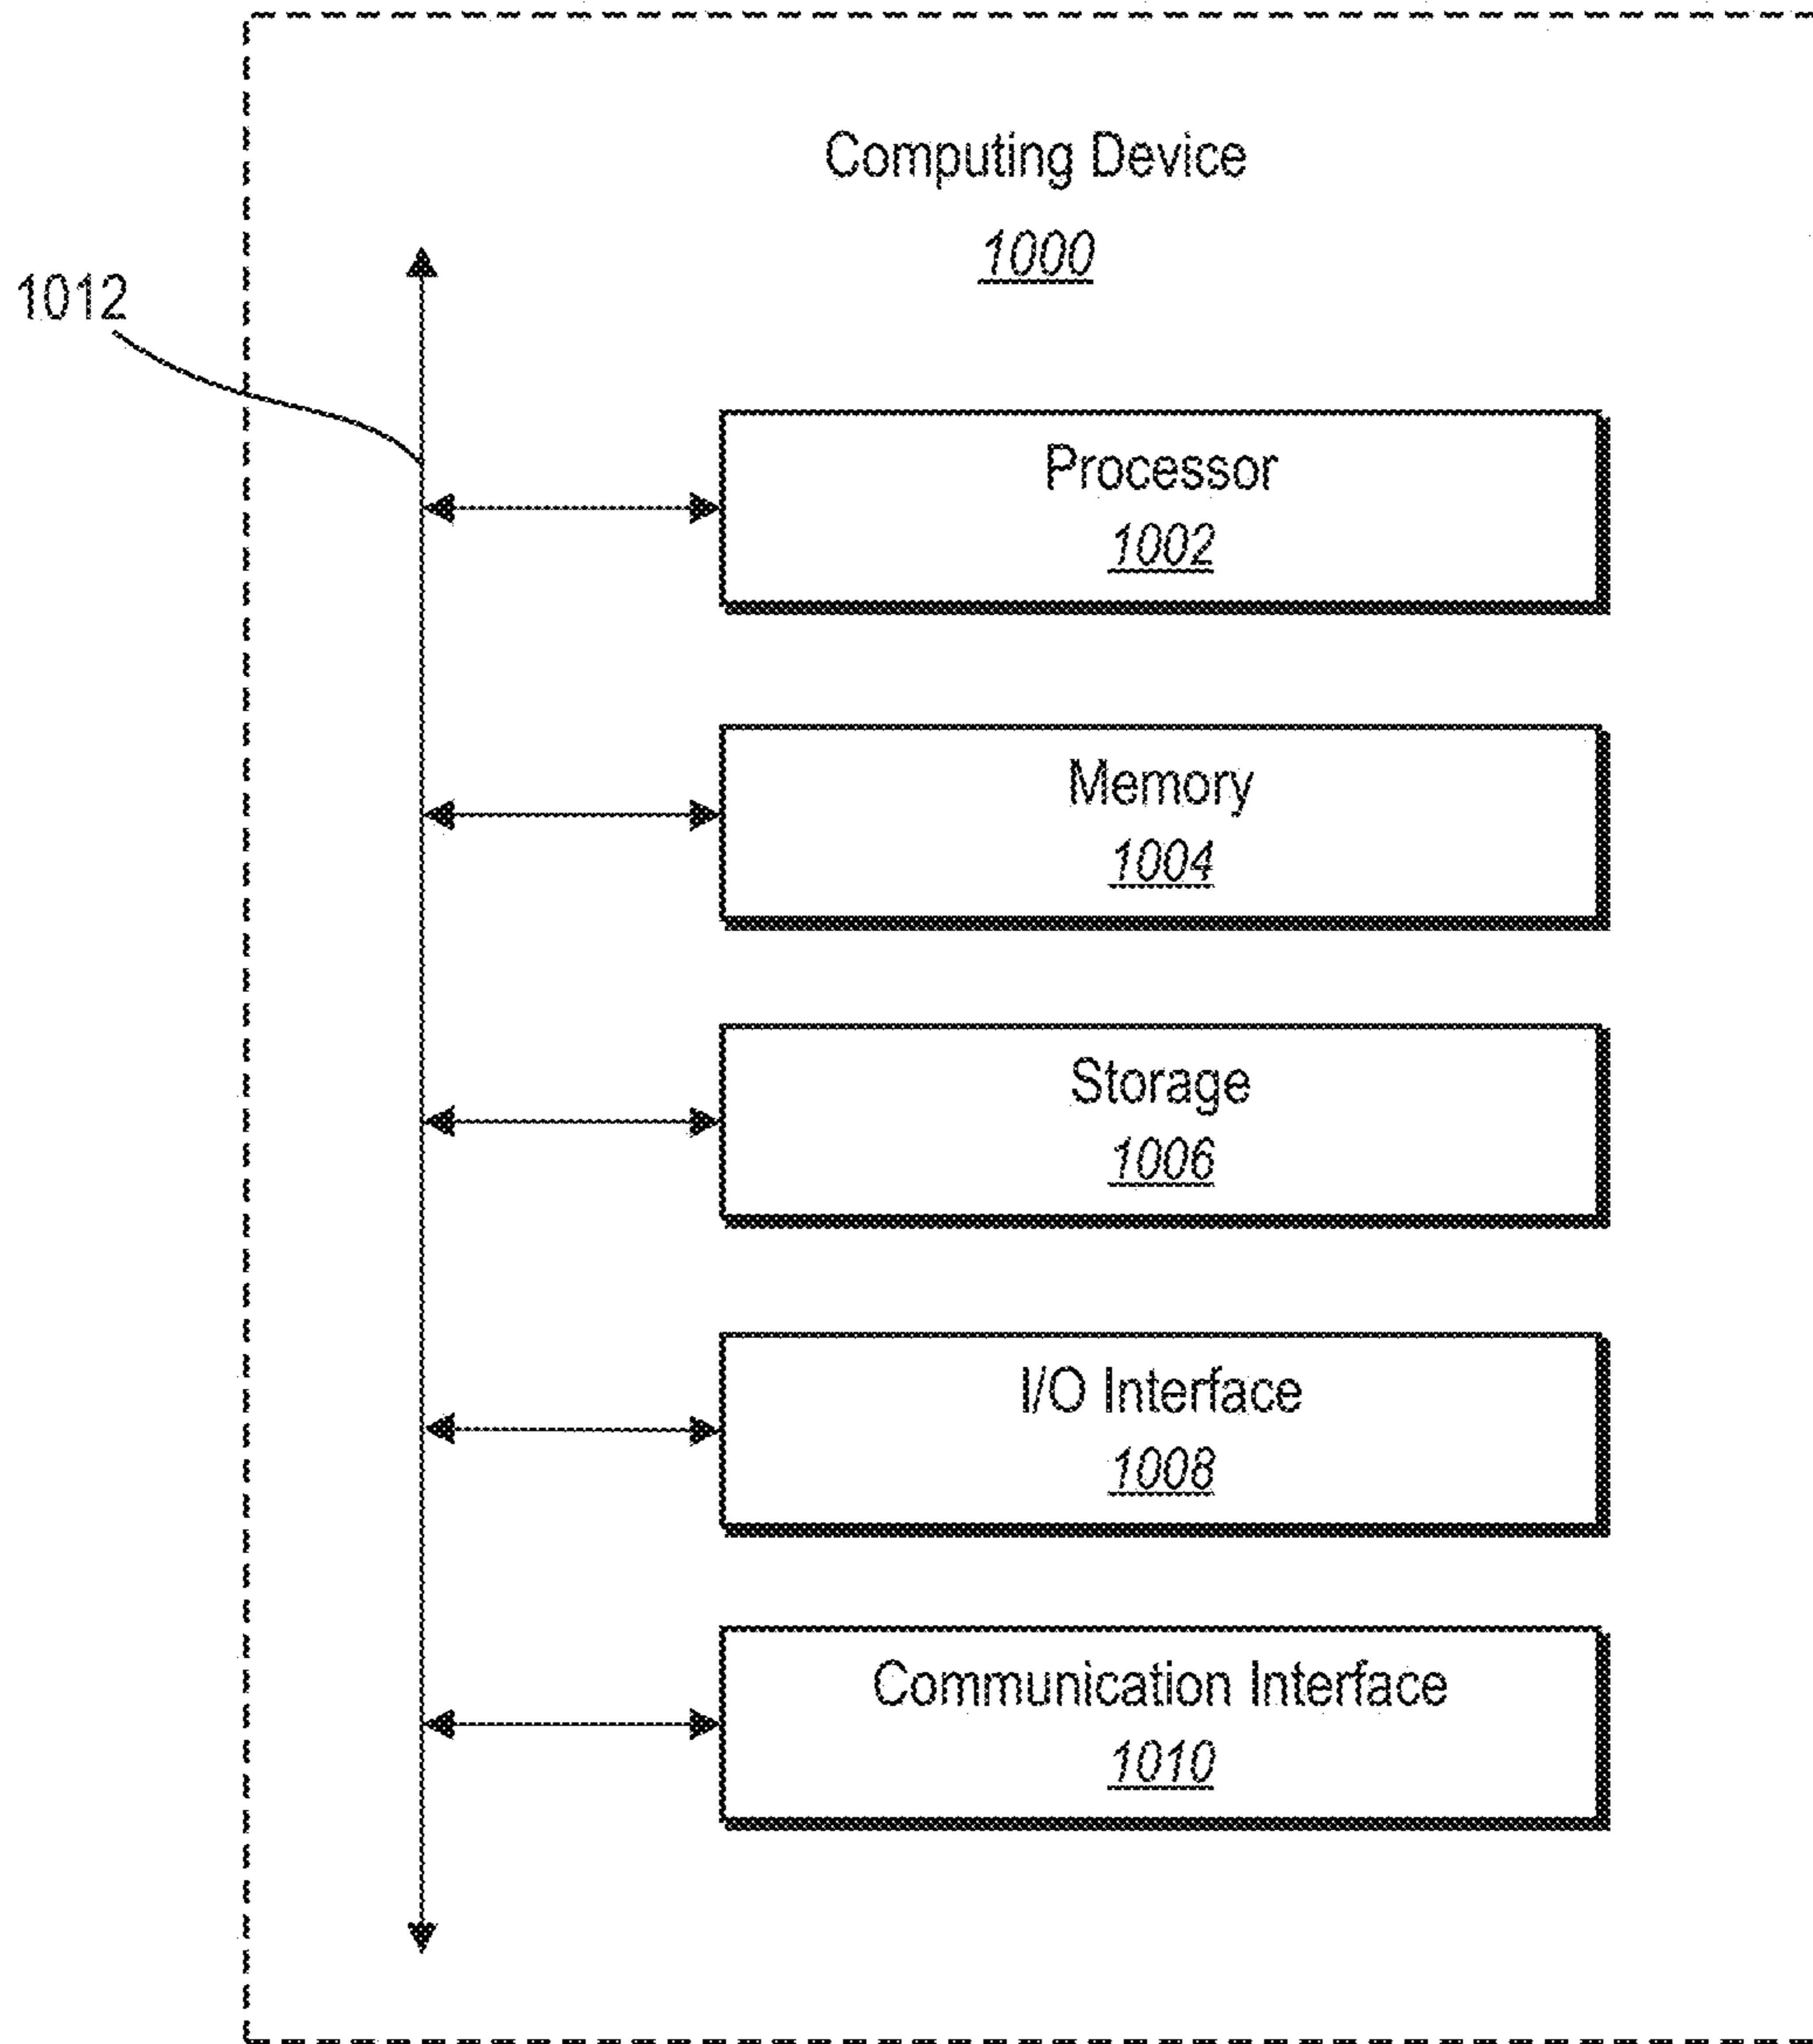 Computing Device
1000
1012
Processor
1002
Memory
1004
Storage
1006
I/O Interface
1008
Communication Interface
1010